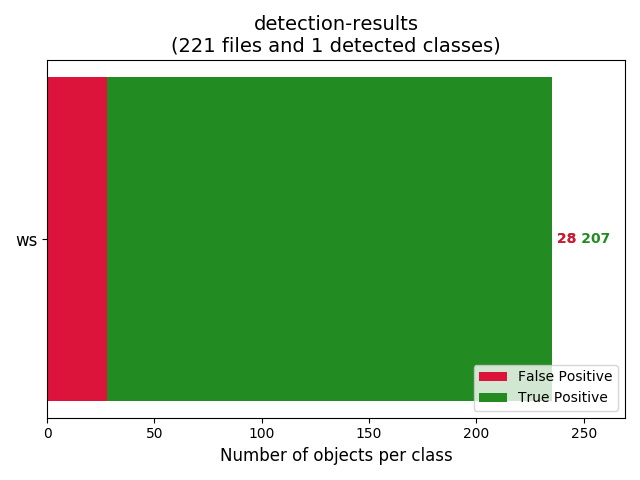 detection-results
(221 files and 1 detected classes)
ws
28 207
False Positive
True Positive
0 50 100 150 200 250
Number of objects per class